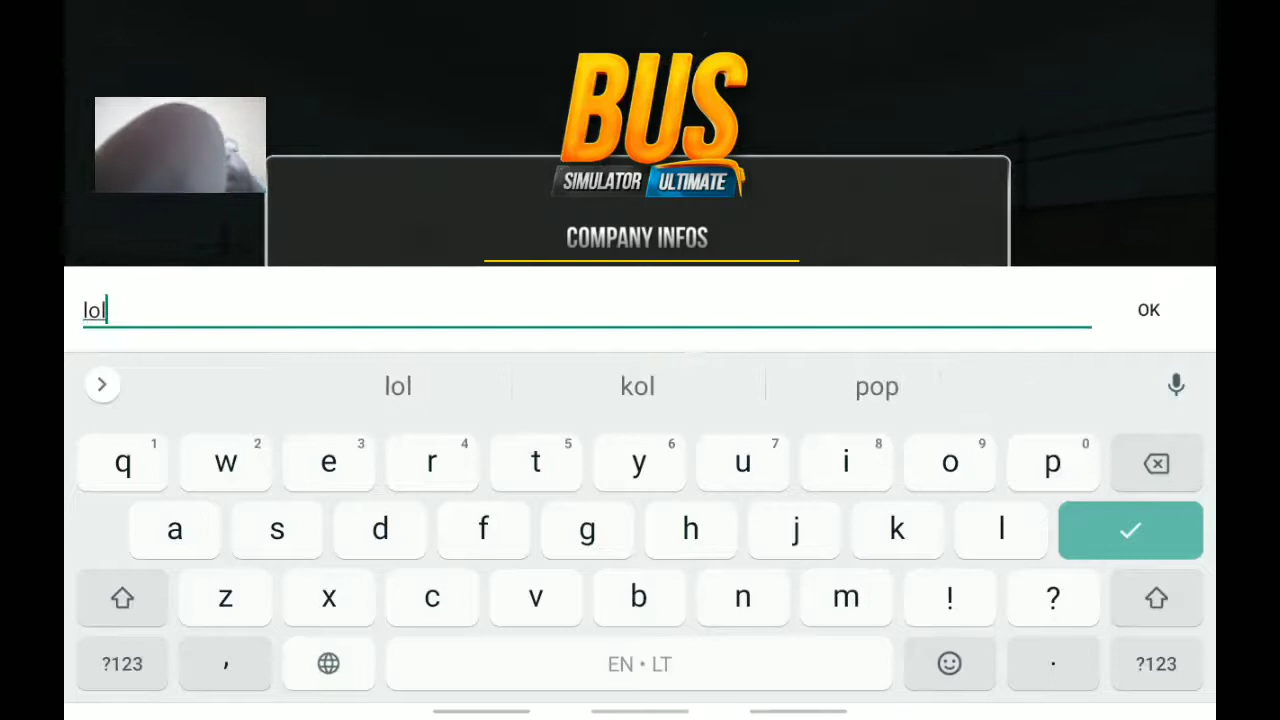 BUS
SIMULATOR ULTIMATE
COMPANY INFOS
lol
OK
lol kol pop
q 1 w 2 e 3 r 4 t 5 y 6 u 7 i 8 o 9 p 0
a s d f g h j k l
z x c v b n m ! ?
?123 , EN • LT . ?123